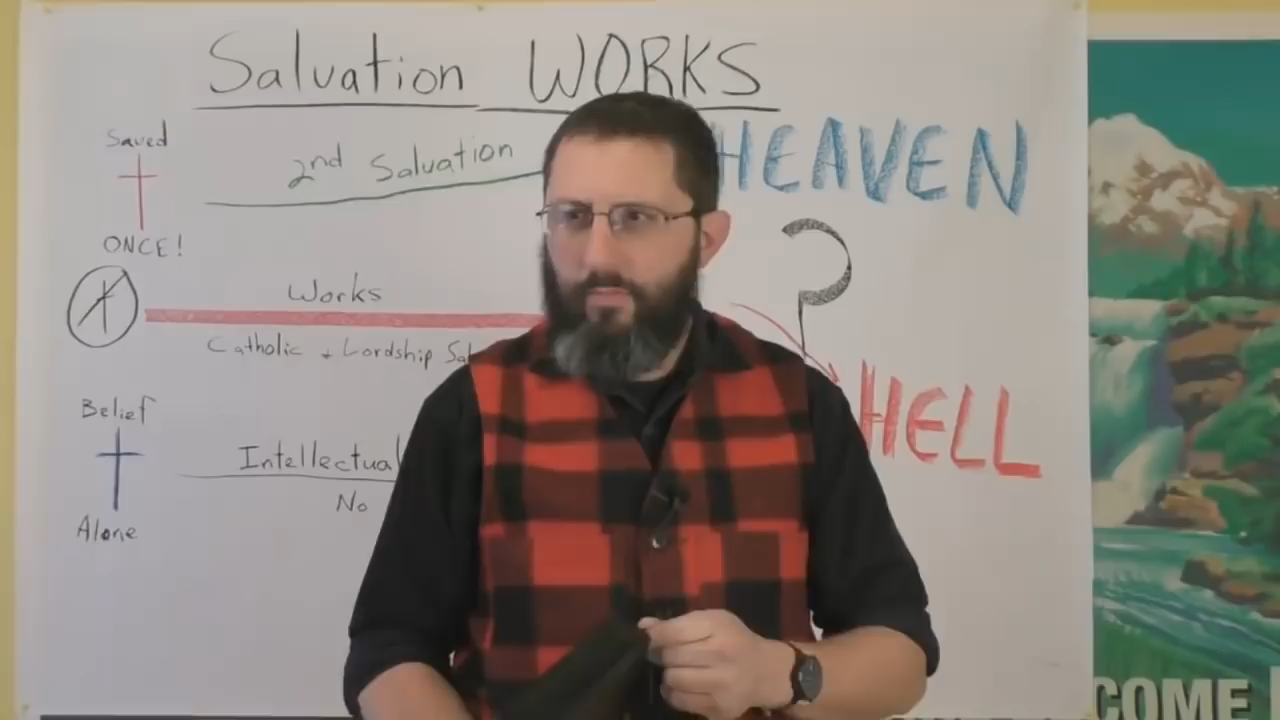 Salvation WORKS
Saved
2nd Salvation
HEAVEN
ONCE!
Works
Catholic + Lordship
HELL
Belief
Intellectual
No
Alone
COME